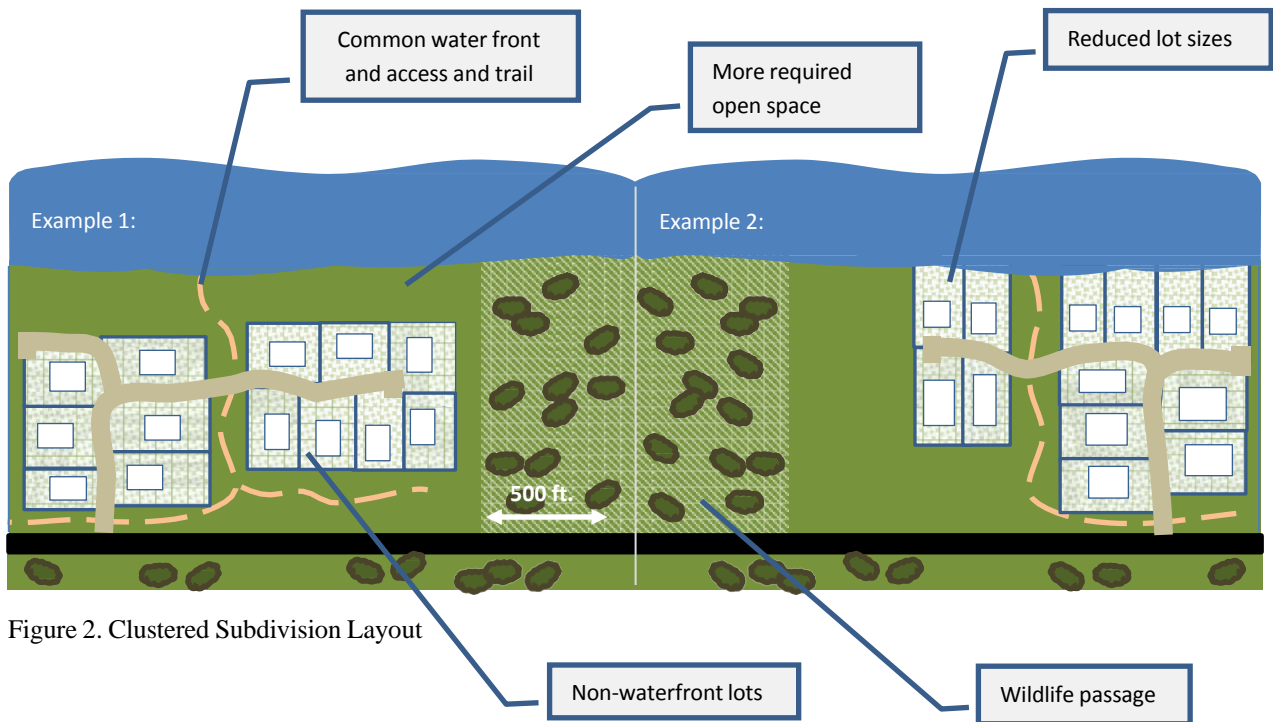 Common water front
and access and trail
More required
open space
Reduced lot sizes
Example 1:
Example 2:
500 ft.
Figure 2. Clustered Subdivision Layout
Non-waterfront lots
Wildlife passage